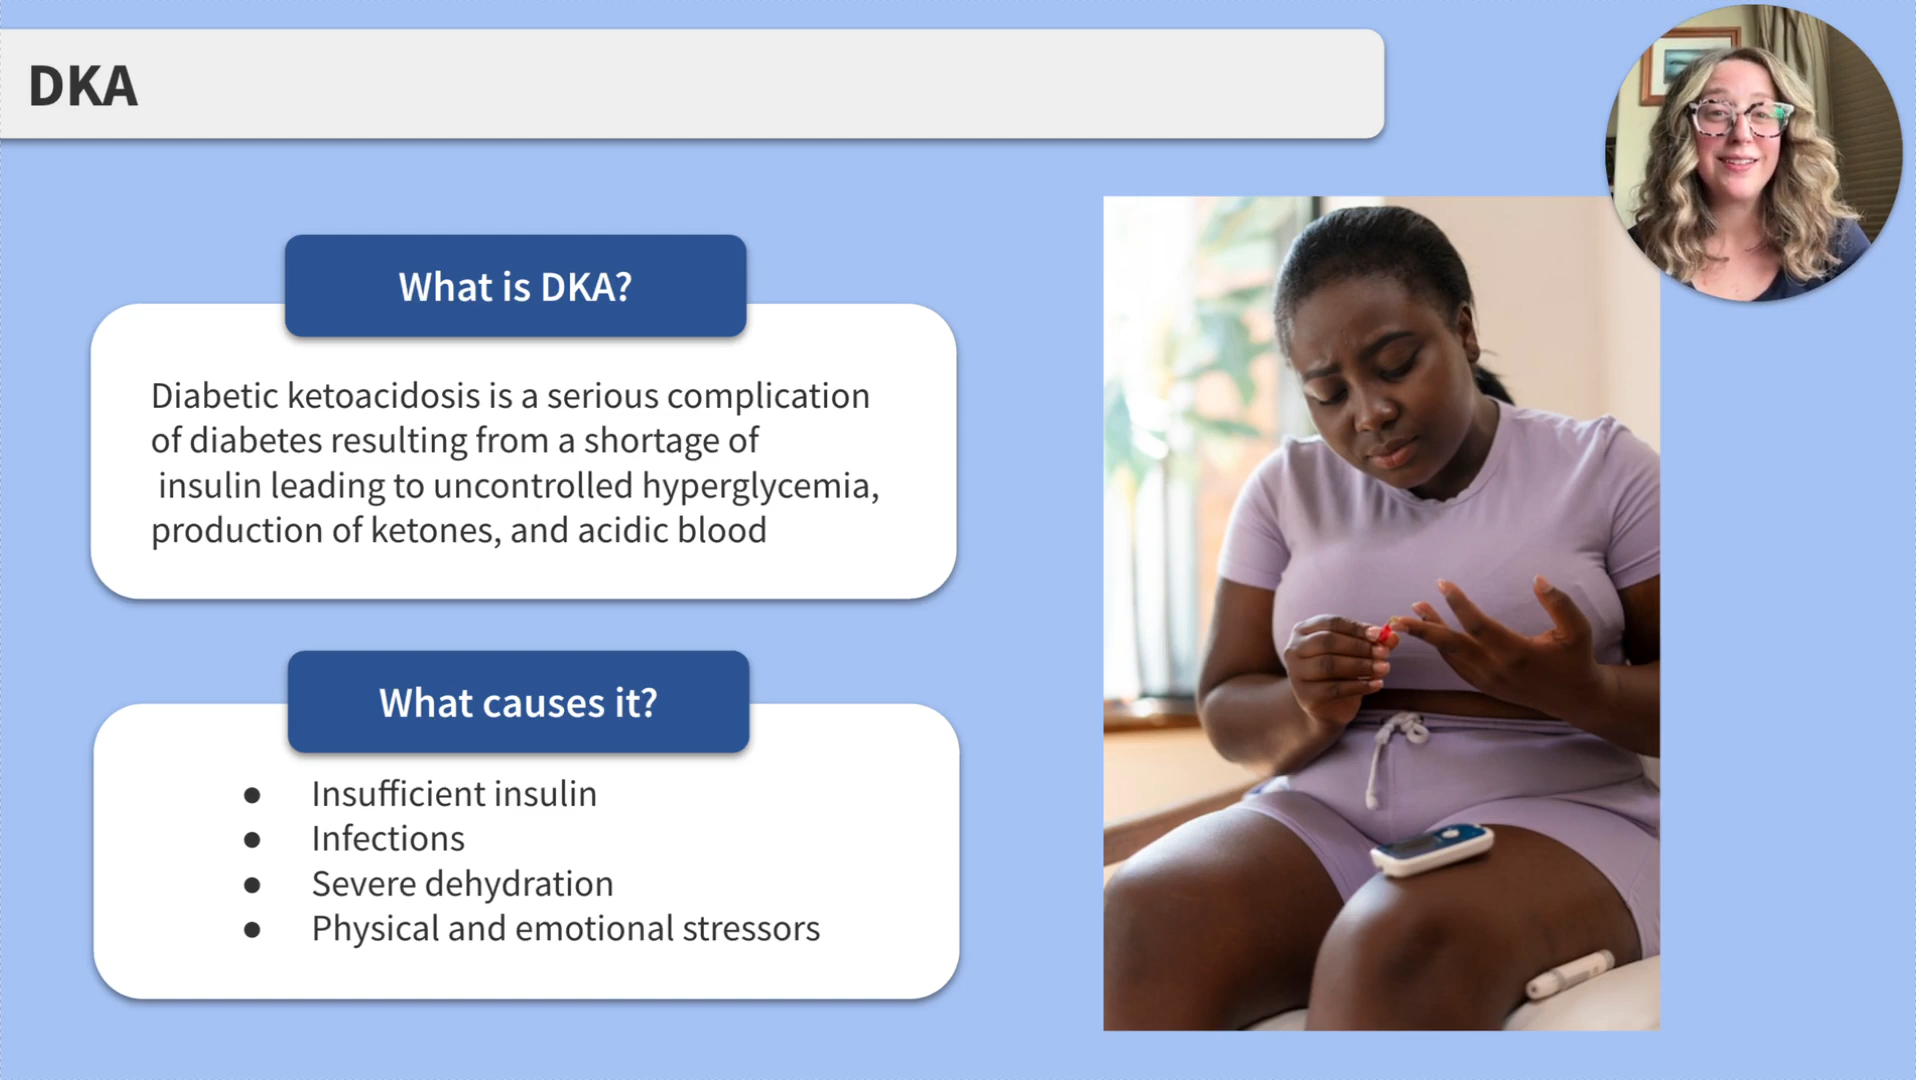 DKA
What is DKA?
Diabetic ketoacidosis is a serious complication
of diabetes resulting from a shortage of
insulin leading to uncontrolled hyperglycemia,
production of ketones, and acidic blood
What causes it?
● Insufficient insulin
● Infections
● Severe dehydration
● Physical and emotional stressors